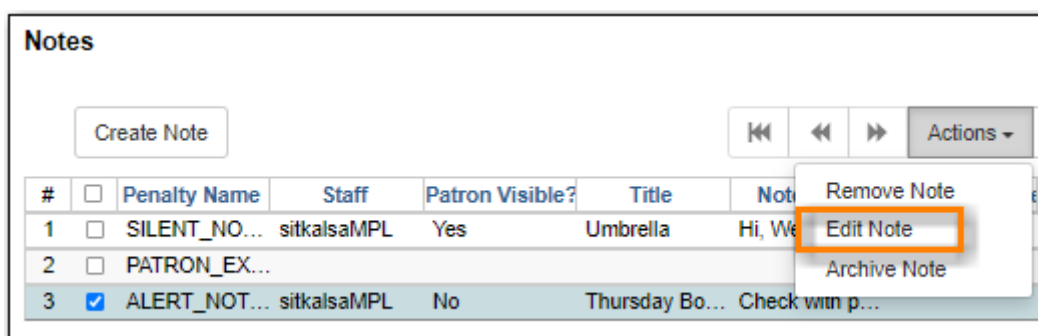 Notes
Create Note
Actions
# Penalty Name Staff Patron Visible? Title Note
Remove Note
1 SILENT_NO... sitkalsaMPL Yes Umbrella Hi, We
Edit Note
2 PATRON_EX...
Archive Note
3 ALERT_NOT... sitkalsaMPL No Thursday Bo... Check with p...